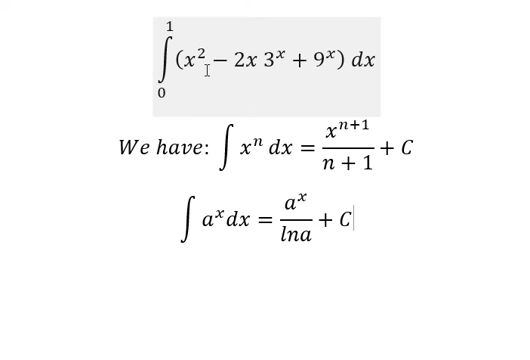 ∫₀¹ (x² − 2x 3ˣ + 9ˣ) dx
We have: ∫ xⁿ dx = xⁿ⁺¹/(n + 1) + C
∫ aˣdx = aˣ/lna + C